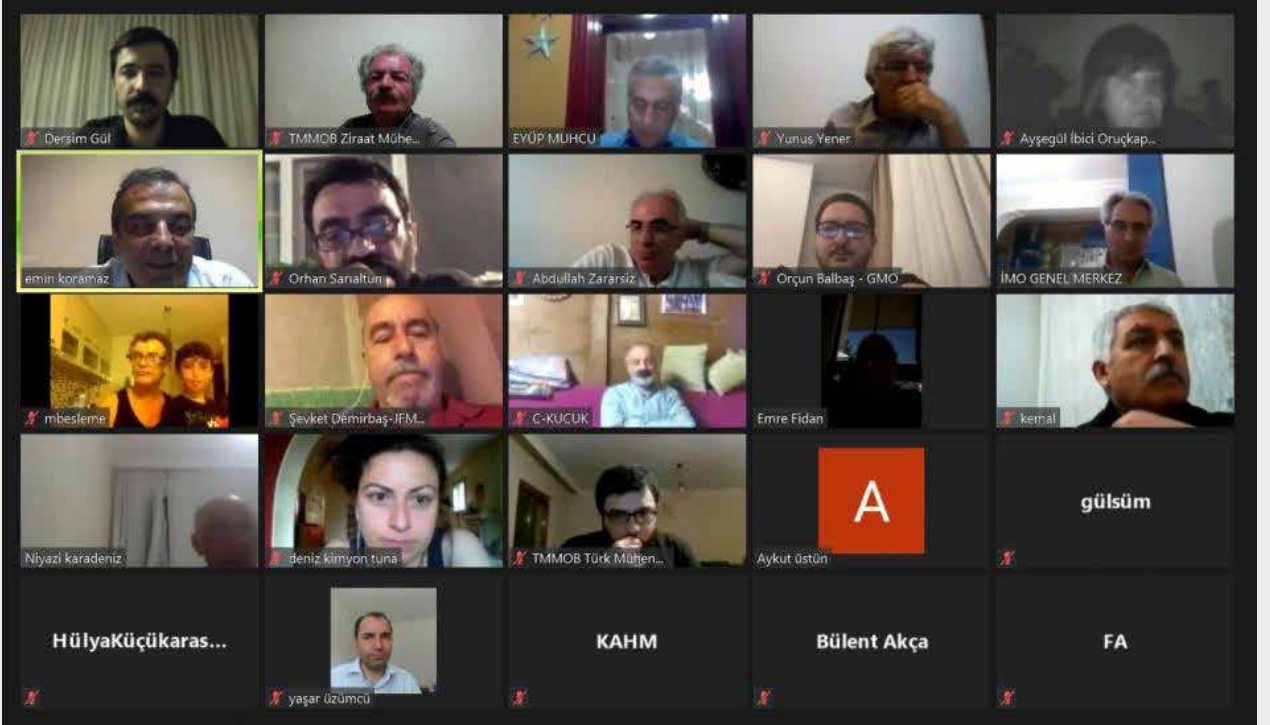 Dersim Gül
TMMOB Ziraat Mühe...
EYÜP MUHCU
Yunus Yener
Ayşegül İbici Oruçkap...
emin koramaz
Orhan Sarıaltun
Abdullah Zararsız
Orçun Balbaş - GMO
İMO GENEL MERKEZ
mbesleme
Şevket Demirbaş-JFM...
C-KUCUK
Emre Fidan
kemal
Niyazi karadeniz
deniz kimyon tuna
TMMOB Türk Mühen...
A
Aykut üstün
gülsüm
HülyaKüçükaras...
yaşar üzümcü
KAHM
Bülent Akça
FA